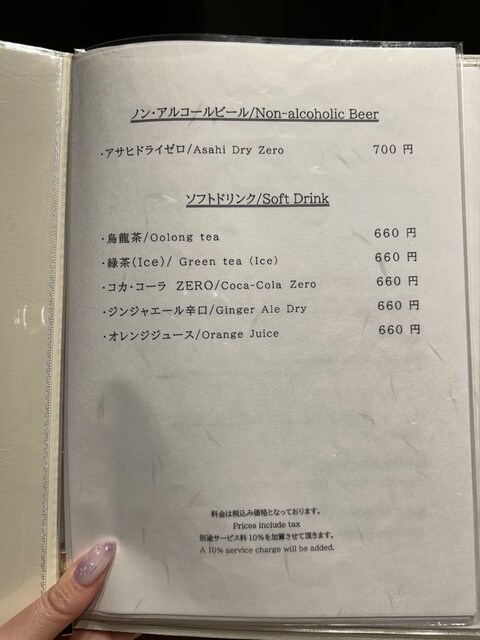 ノン・アルコールビール/Non-alcoholic Beer
・アサヒドライゼロ/Asahi Dry Zero 700 円
ソフトドリンク/Soft Drink
・烏龍茶/Oolong tea 660 円
・緑茶(Ice)/ Green tea (Ice) 660 円
・コカ・コーラ ZERO/Coca-Cola Zero 660 円
・ジンジャエール辛口/Ginger Ale Dry 660 円
・オレンジジュース/Orange Juice 660 円
料金は税込み価格となっております。
Prices include tax
別途サービス料 10%を加算させて頂きます。
A 10% service charge will be added.